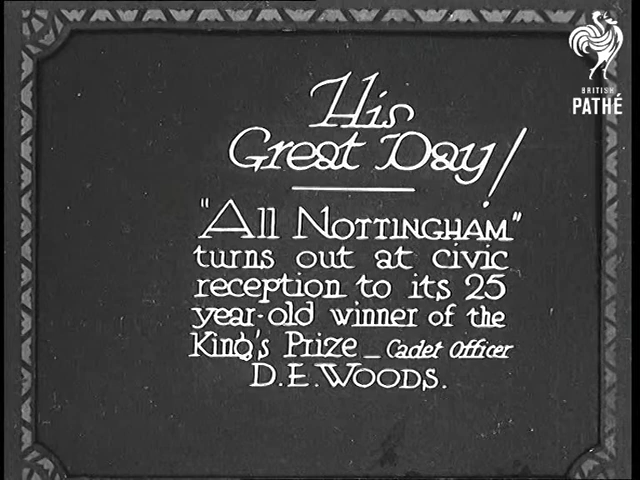 BRITISH
PATHÉ
His
Great Day!
"All Nottingham"
turns out at civic
reception to its 25
year-old winner of the
King's Prize _ Cadet Officer
D.E. Woods.